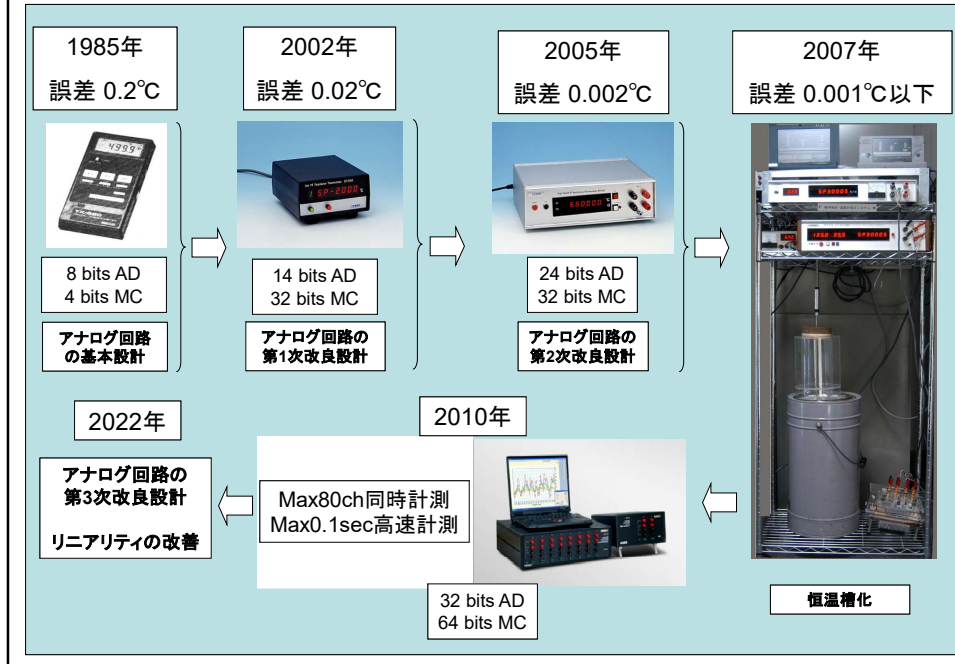 1985年
誤差 0.2℃
2002年
誤差 0.02℃
2005年
誤差 0.002℃
2007年
誤差 0.001℃以下
4999
SP-2000
660.000
8 bits AD
4 bits MC
14 bits AD
32 bits MC
24 bits AD
32 bits MC
アナログ回路
の基本設計
アナログ回路の
第1次改良設計
アナログ回路の
第2次改良設計
2022年
2010年
アナログ回路の
第3次改良設計
リニアリティの改善
Max80ch同時計測
Max0.1sec高速計測
32 bits AD
64 bits MC
恒温槽化